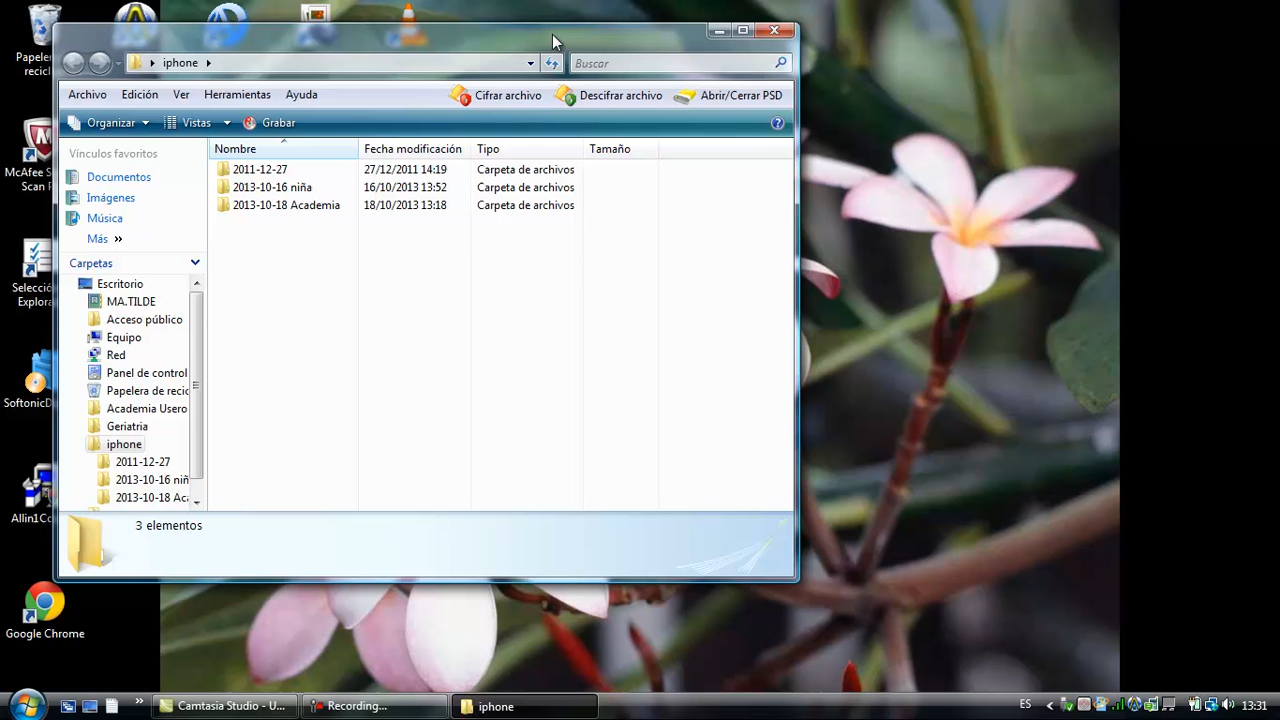 Papeler
recicl
iphone
Buscar
Archivo Edición Ver Herramientas Ayuda
Cifrar archivo Descifrar archivo Abrir/Cerrar PSD
Organizar Vistas Grabar
Vínculos favoritos
Documentos
Imágenes
Música
Más »
Carpetas
Escritorio
MA.TILDE
Acceso público
Equipo
Red
Panel de control
Papelera de recic
Academia Usero
Geriatria
iphone
2011-12-27
2013-10-16 niñ
2013-10-18 Aca
Nombre Fecha modificación Tipo Tamaño
2011-12-27 27/12/2011 14:19 Carpeta de archivos
2013-10-16 niña 16/10/2013 13:52 Carpeta de archivos
2013-10-18 Academia 18/10/2013 13:18 Carpeta de archivos
3 elementos
McAfee S
Scan P
Selecció
Explora
SoftonicD
Allin1Co
Google Chrome
Camtasia Studio - U...
Recording...
iphone
ES
13:31